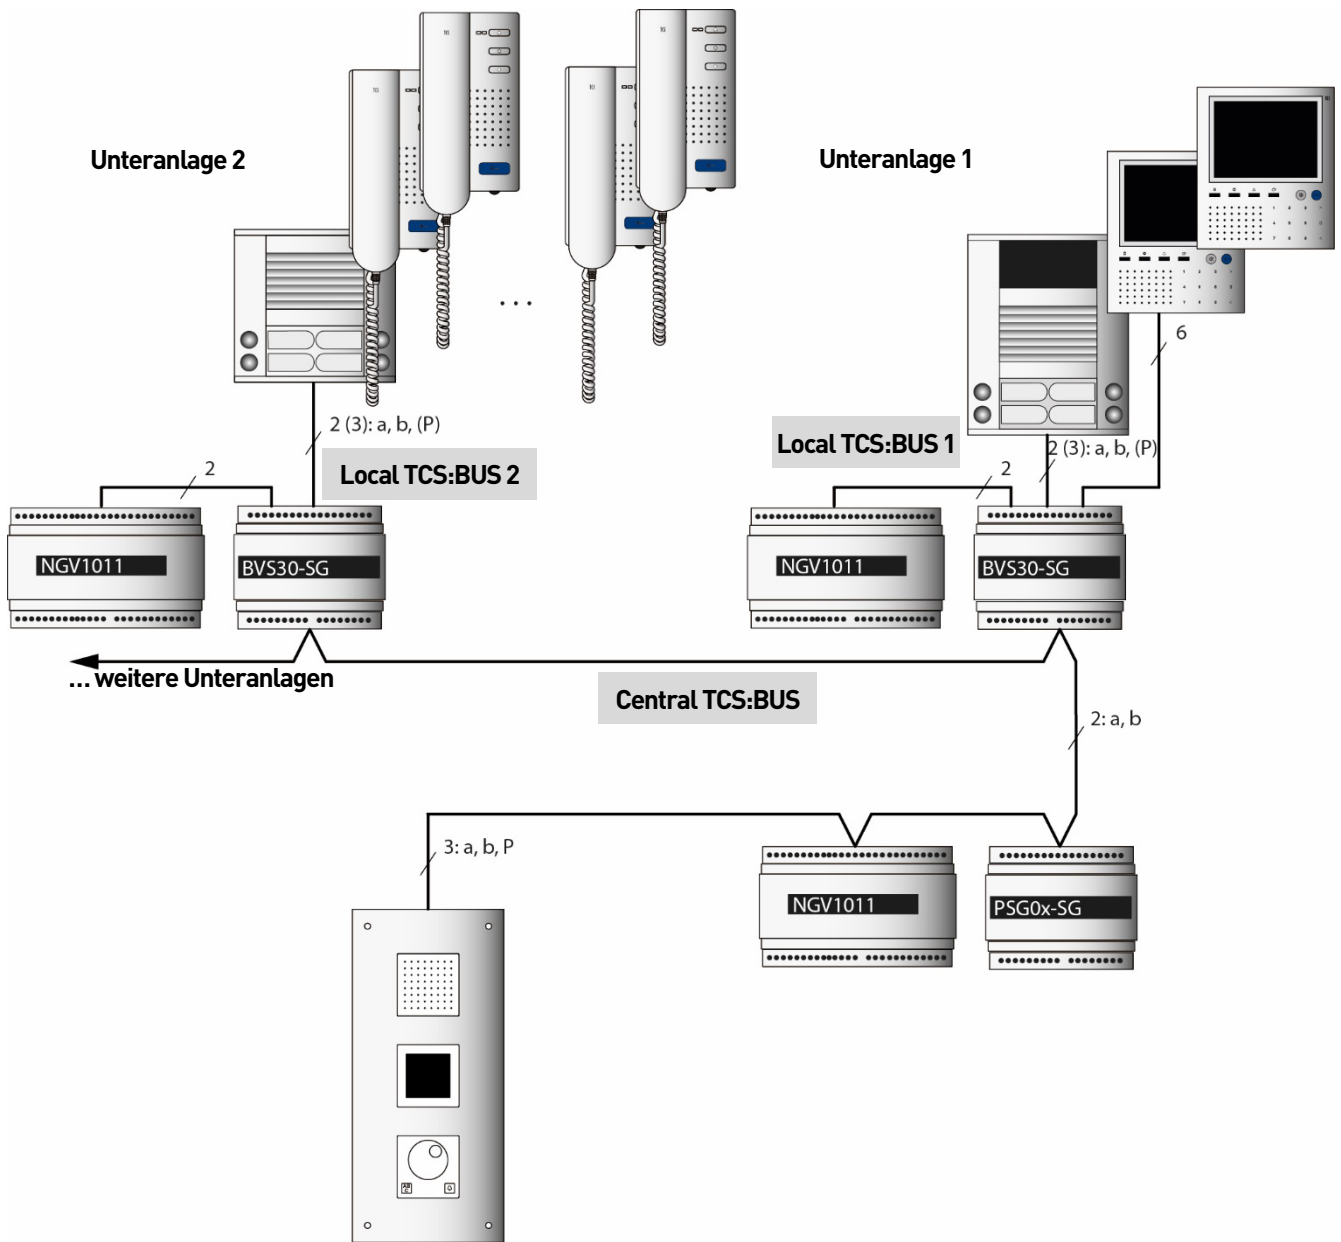 Unteranlage 2
Unteranlage 1
...
6
2 (3): a, b, (P)
Local TCS:BUS 1
2 (3): a, b, (P)
2
Local TCS:BUS 2
2
NGV1011
BVS30-SG
NGV1011
BVS30-SG
... weitere Unteranlagen
Central TCS:BUS
2: a, b
3: a, b, P
NGV1011
PSG0x-SG